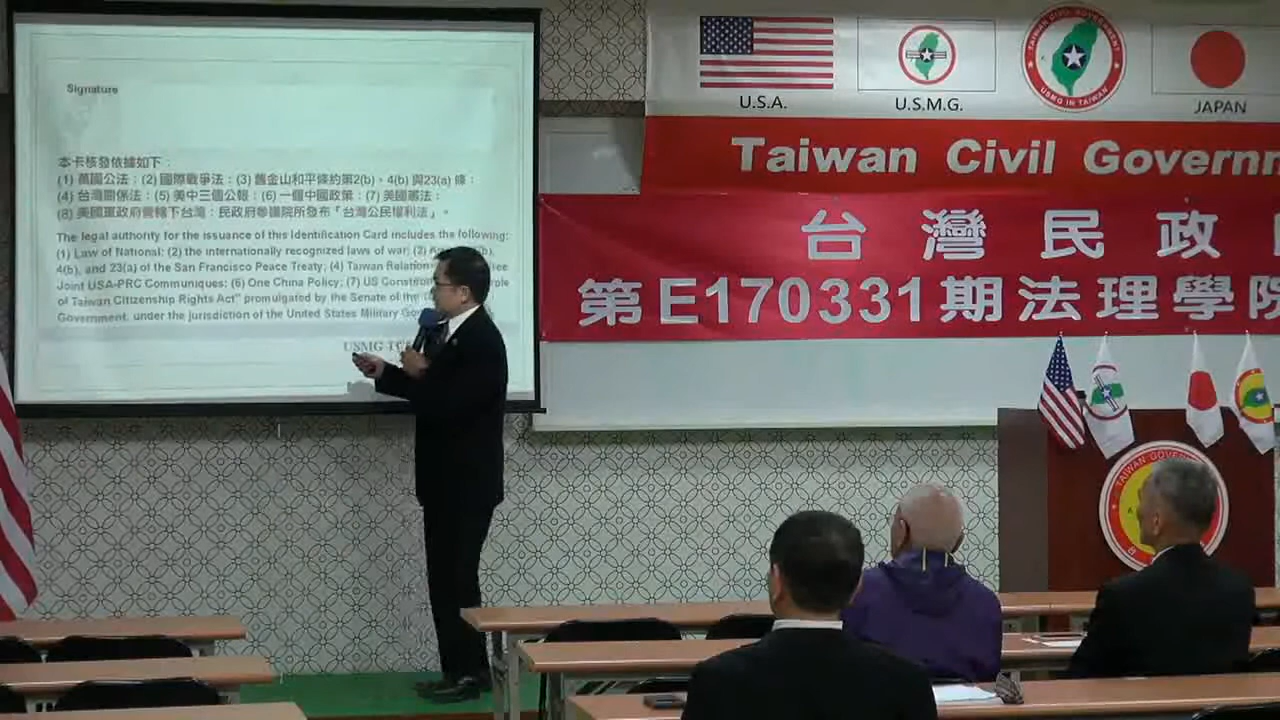 Signature
本卡核發依據如下：
(1) 萬國公法；(2) 國際戰爭法；(3) 舊金山和平條約第2(b)、4(b) 與23(a) 條；
(4) 台灣關係法；(5) 美中三個公報；(6) 一個中國政策；(7) 美國憲法；
(8) 美國軍政府管轄下台灣：民政府參議院所發布「台灣公民權利法」。
The legal authority for the issuance of this Identification Card includes the following:
(1) Law of National; (2) the internationally recognized laws of war; (3)
4(b), and 23(a) of the San Francisco Peace Treaty; (4) Taiwan Relation
Joint USA-PRC Communiques; (6) One China Policy; (7) US Constitu
of Taiwan Citizenship Rights Act" promulgated by the Senate of the
Government, under the jurisdiction of the United States Military Gov
USMG
U.S.A.
U.S.M.G.
TAIWAN CIVIL GOVERNMENT
USMG IN TAIWAN
JAPAN
Taiwan Civil Governm
台灣民政
第E170331期法理學院
TAIWAN GOVER